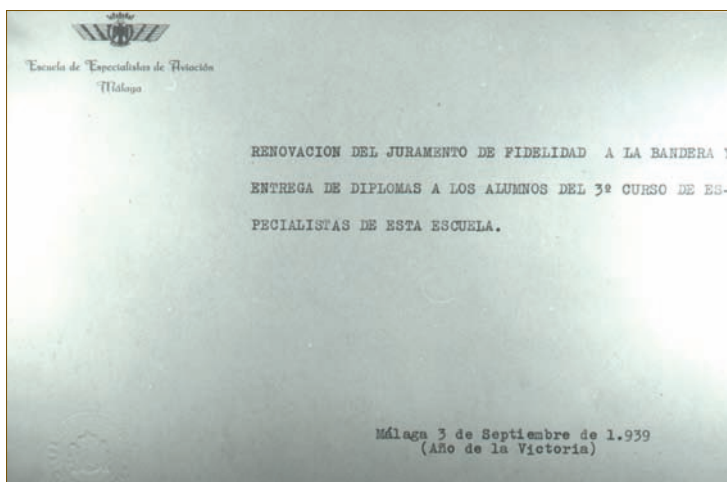 Escuela de Especialistas de Aviación
Málaga
RENOVACION DEL JURAMENTO DE FIDELIDAD A LA BANDERA Y
ENTREGA DE DIPLOMAS A LOS ALUMNOS DEL 3º CURSO DE ES-
PECIALISTAS DE ESTA ESCUELA.
Málaga 3 de Septiembre de 1.939
(Año de la Victoria)